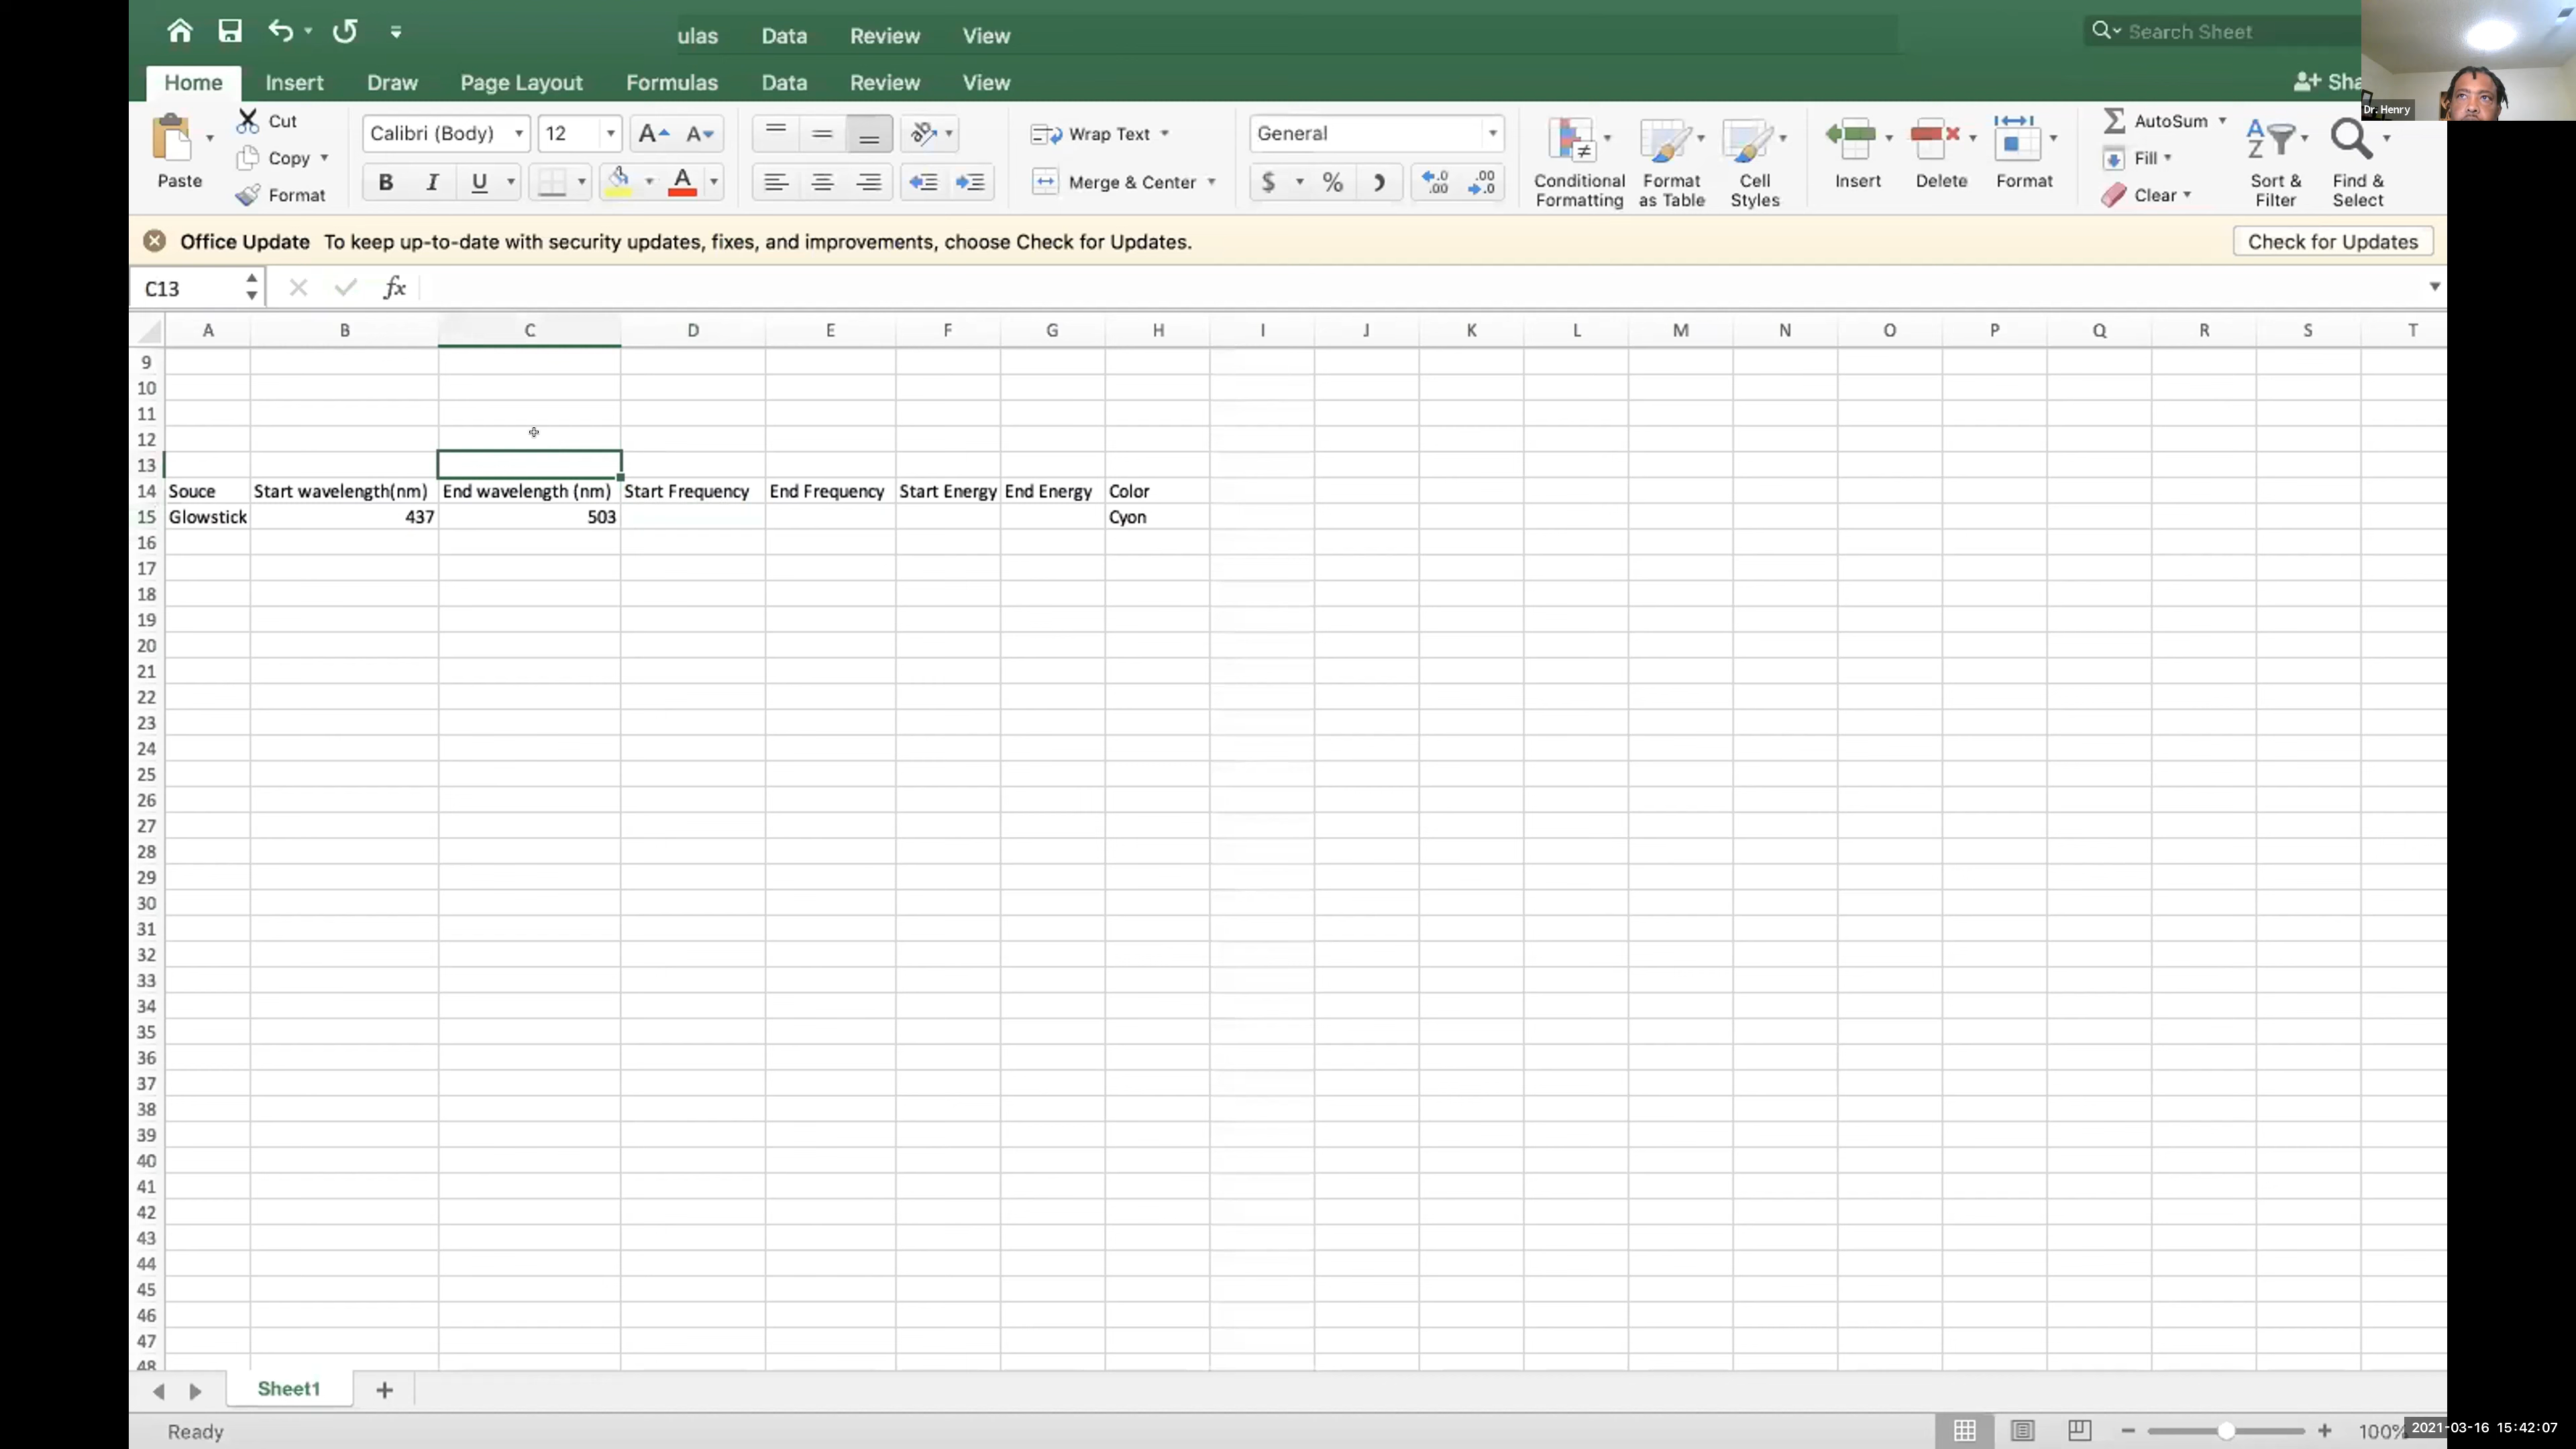 ulas Data Review View
Search Sheet
Home Insert Draw Page Layout Formulas Data Review View
Sha
Dr. Henry
Cut
Copy
Format
Paste
Calibri (Body) 12
B I U
Wrap Text
Merge & Center
General
$ %
Conditional Formatting
Format as Table
Cell Styles
Insert
Delete
Format
AutoSum
Fill
Clear
Sort & Filter
Find & Select
Office Update To keep up-to-date with security updates, fixes, and improvements, choose Check for Updates.
Check for Updates
C13 fx
A B C D E F G H I J K L M N O P Q R S T
9
10
11
12
13
14 Souce Start wavelength(nm) End wavelength (nm) Start Frequency End Frequency Start Energy End Energy Color
15 Glowstick 437 503 Cyon
16
17
18
19
20
21
22
23
24
25
26
27
28
29
30
31
32
33
34
35
36
37
38
39
40
41
42
43
44
45
46
47
48
Sheet1
Ready
100%
2021-03-16 15:42:07